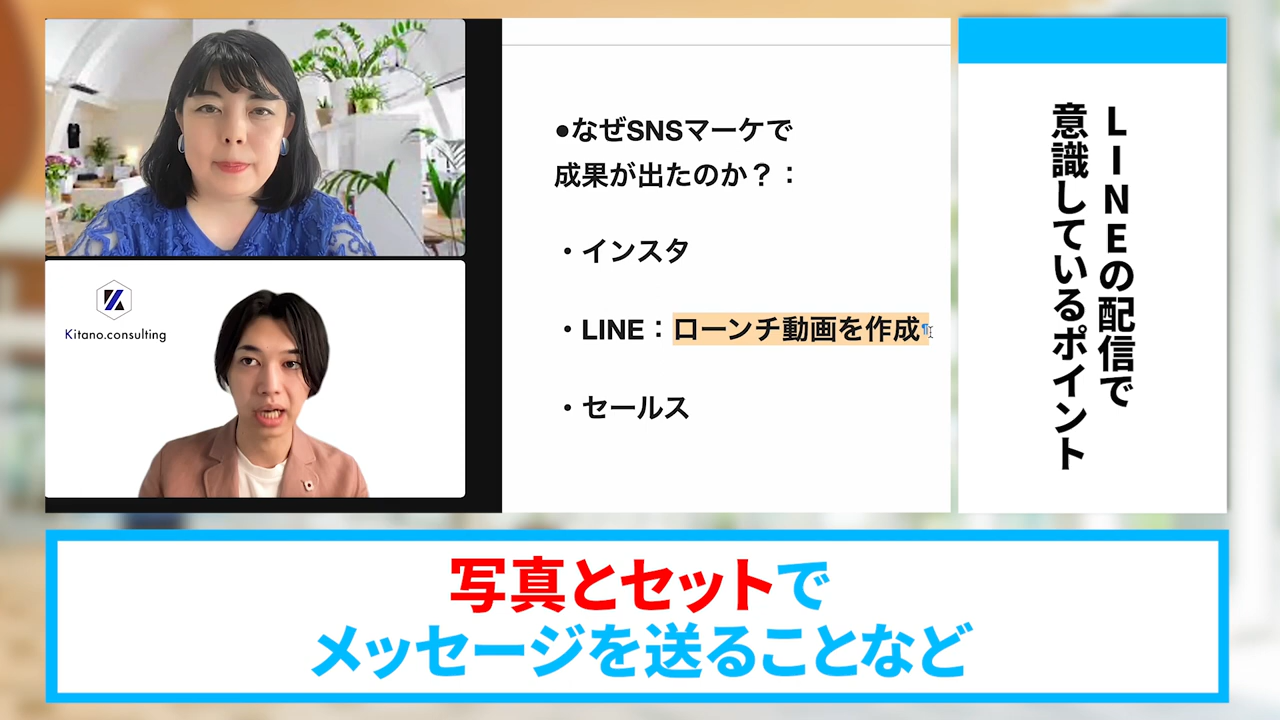 Kitano.consulting
●なぜSNSマーケで
成果が出たのか？：
・インスタ
・LINE：ローンチ動画を作成
・セールス
LINEの配信で
意識しているポイント
写真とセットで
メッセージを送ることなど